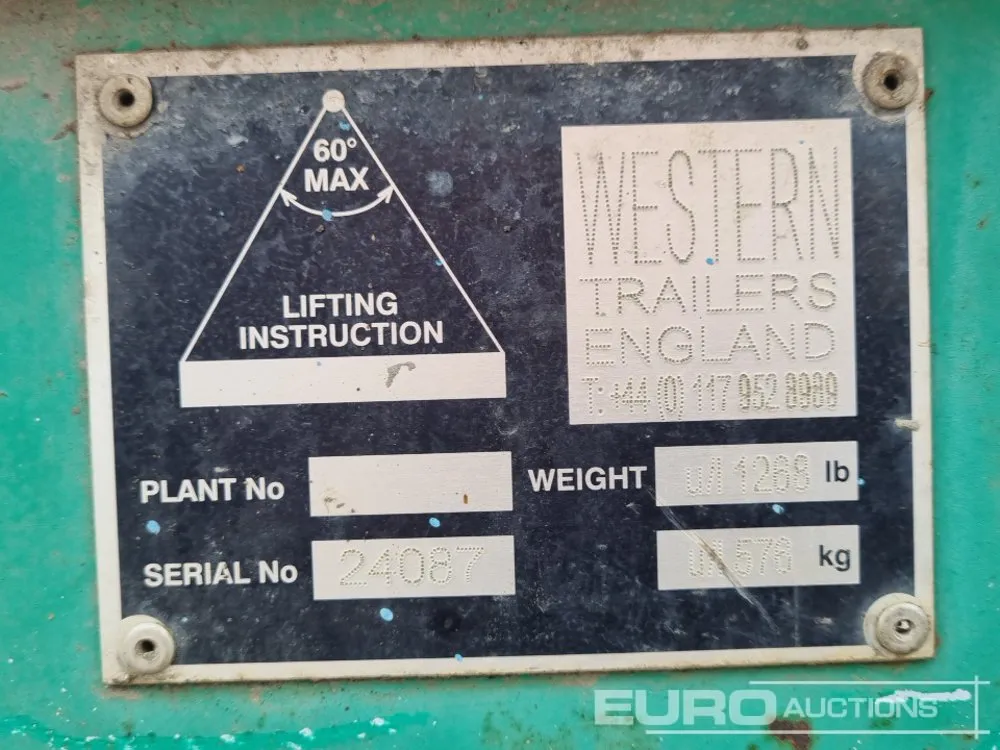 60°
MAX
LIFTING
INSTRUCTION
WESTERN
TRAILERS
ENGLAND
T: +44 (0) 117 952 8989
PLANT No
WEIGHT u/l 1268 lb
SERIAL No 24087
u/l 576 kg
EURO AUCTIONS